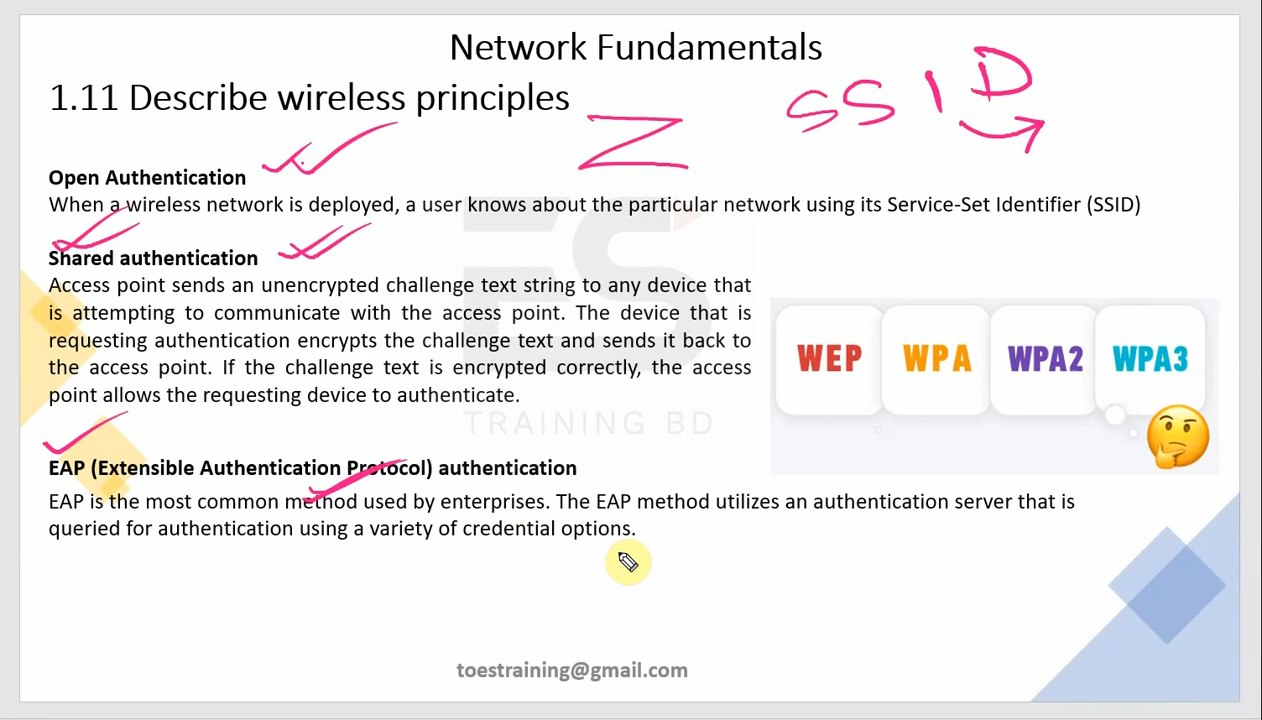 Network Fundamentals
1.11 Describe wireless principles
SSID
Z
Open Authentication
When a wireless network is deployed, a user knows about the particular network using its Service-Set Identifier (SSID)
Shared authentication
Access point sends an unencrypted challenge text string to any device that
is attempting to communicate with the access point. The device that is
requesting authentication encrypts the challenge text and sends it back to
the access point. If the challenge text is encrypted correctly, the access
point allows the requesting device to authenticate.
WEP WPA WPA2 WPA3
ES
TRAINING BD
EAP (Extensible Authentication Protocol) authentication
EAP is the most common method used by enterprises. The EAP method utilizes an authentication server that is
queried for authentication using a variety of credential options.
toestraining@gmail.com